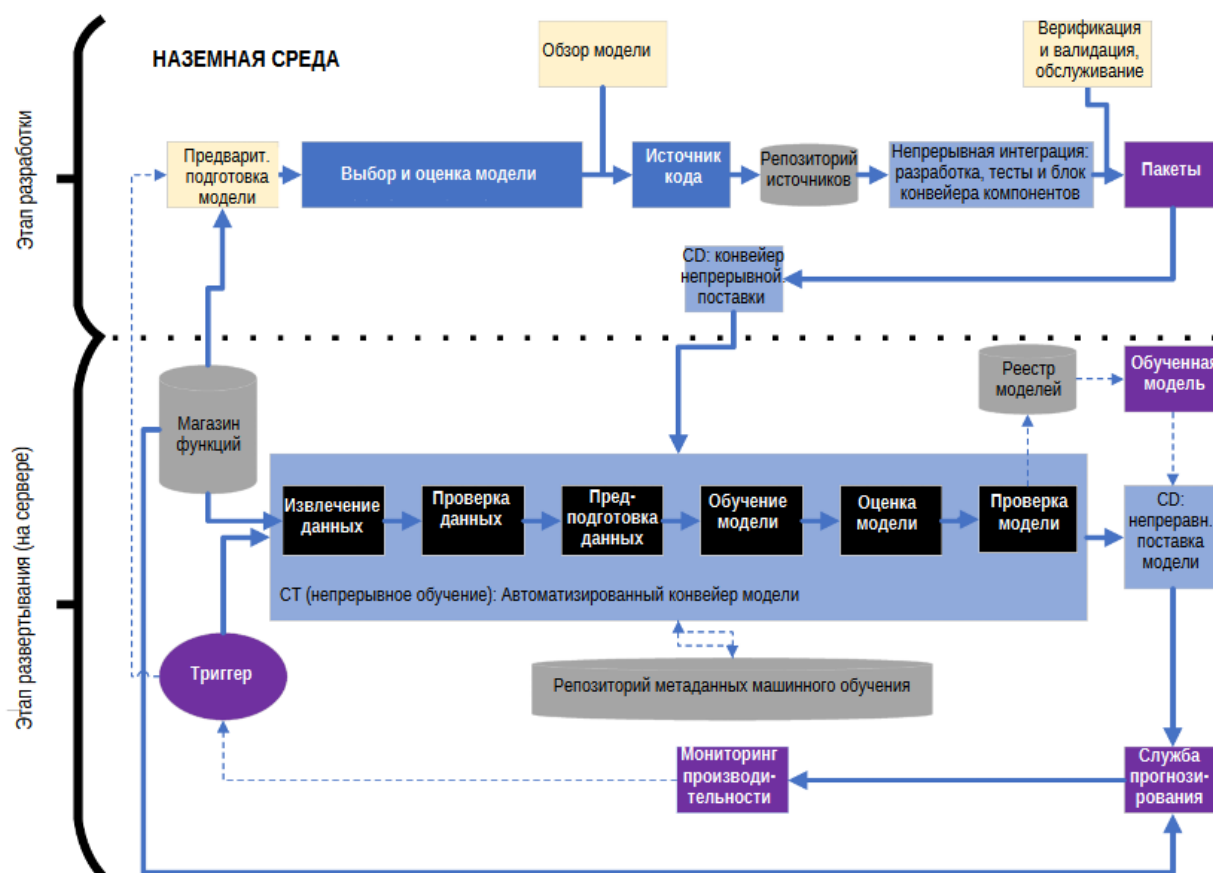 НАЗЕМНАЯ СРЕДА
Обзор модели
Верификация
и валидация,
обслуживание
Этап разработки
Предварит.
подготовка
модели
Выбор и оценка модели
Источник
кода
Репозиторий
источников
Непрерывная интеграция:
разработка, тесты и блок
конвейера компонентов
Пакеты
CD: конвейер
непрерывной.
поставки
Этап развертывания (на сервере)
Магазин
функций
Реестр
моделей
Обученная
модель
Извлечение
данных
Проверка
данных
Пред-
подготовка
данных
Обучение
модели
Оценка
модели
Проверка
модели
CD:
непреравн.
поставка
модели
СТ (непрерывное обучение): Автоматизированный конвейер модели
Триггер
Репозиторий метаданных машинного обучения
Мониторинг
производи-
тельности
Служба
прогнози-
рования